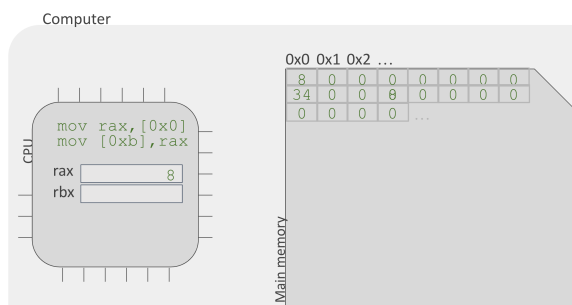 Computer
CPU
mov rax,[0x0]
mov [0xb],rax
rax 8
rbx
Main memory
0x0 0x1 0x2 ...
8 0 0 0 0 0 0 0
34 0 0 8 0 0 0 0
0 0 0 0 ...